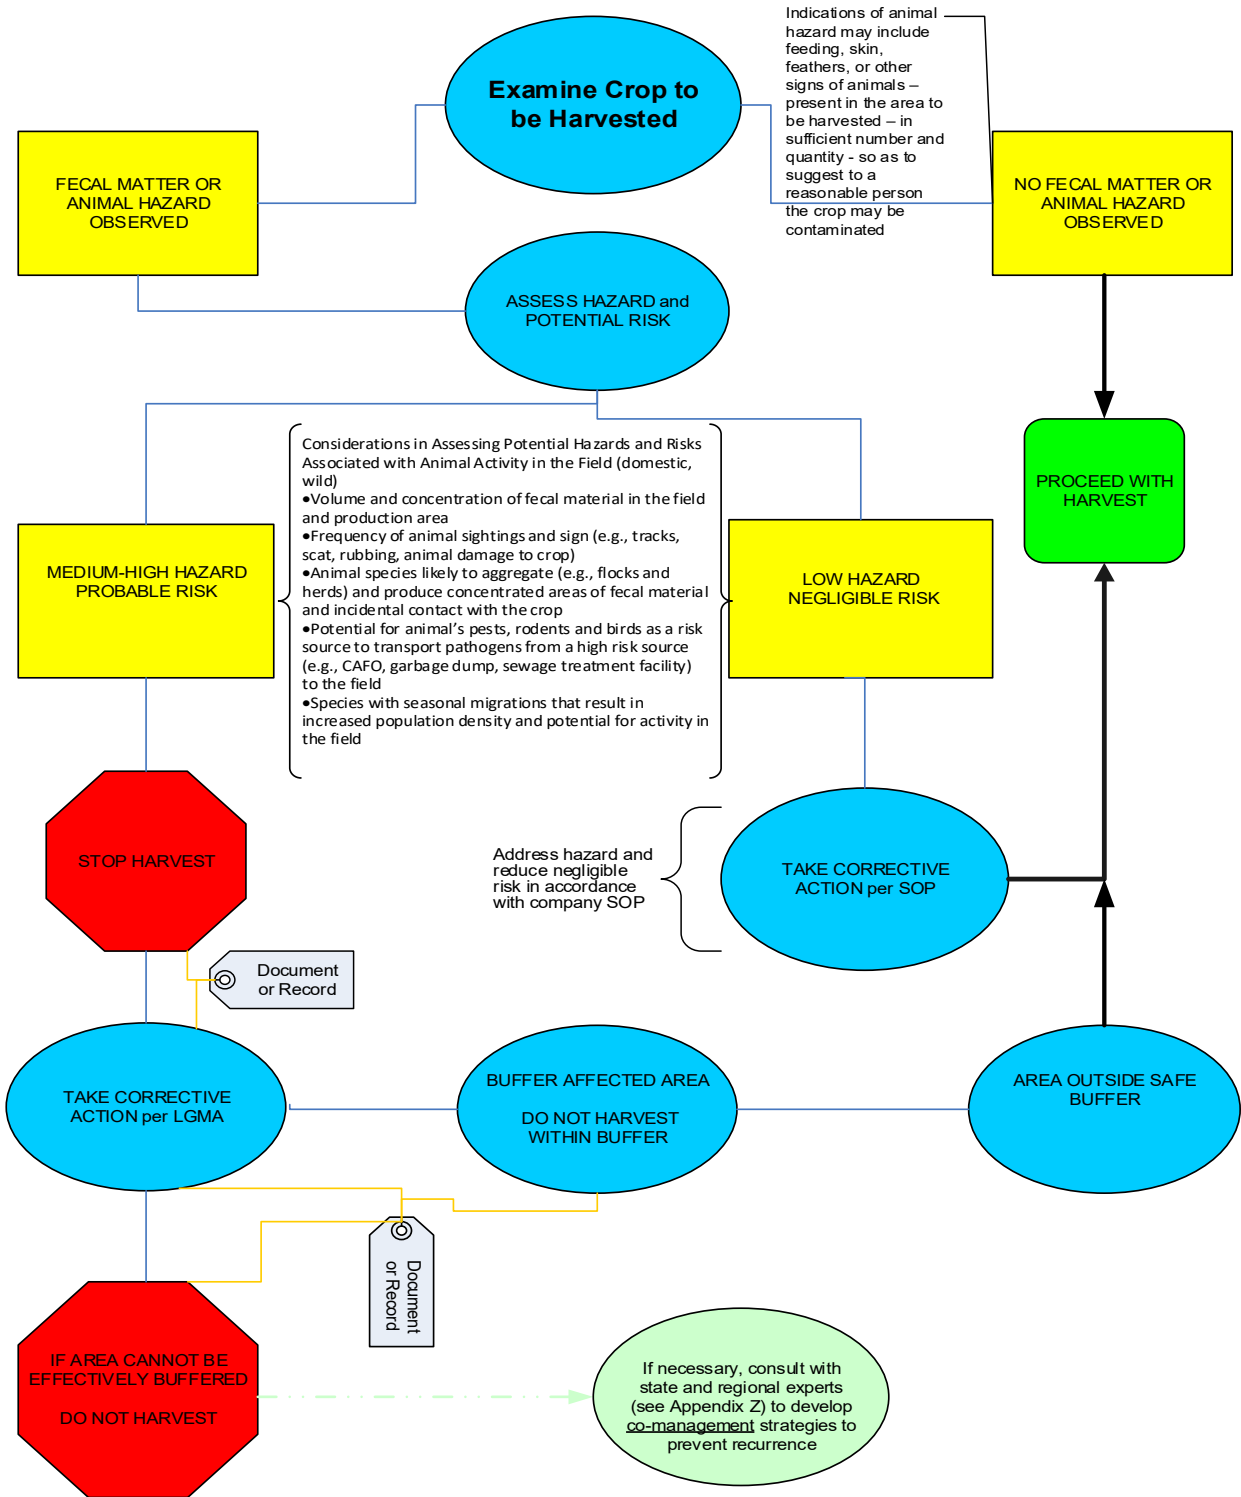 Examine Crop to
be Harvested
Indications of animal
hazard may include
feeding, skin,
feathers, or other
signs of animals –
present in the area to
be harvested – in
sufficient number and
quantity - so as to
suggest to a
reasonable person
the crop may be
contaminated
FECAL MATTER OR
ANIMAL HAZARD
OBSERVED
NO FECAL MATTER OR
ANIMAL HAZARD
OBSERVED
ASSESS HAZARD and
POTENTIAL RISK
PROCEED WITH
HARVEST
Considerations in Assessing Potential Hazards and Risks
Associated with Animal Activity in the Field (domestic,
wild)
•Volume and concentration of fecal material in the field
and production area
•Frequency of animal sightings and sign (e.g., tracks,
scat, rubbing, animal damage to crop)
•Animal species likely to aggregate (e.g., flocks and
herds) and produce concentrated areas of fecal material
and incidental contact with the crop
•Potential for animal's pests, rodents and birds as a risk
source to transport pathogens from a high risk source
(e.g., CAFO, garbage dump, sewage treatment facility)
to the field
•Species with seasonal migrations that result in
increased population density and potential for activity in
the field
MEDIUM-HIGH HAZARD
PROBABLE RISK
LOW HAZARD
NEGLIGIBLE RISK
STOP HARVEST
Address hazard and
reduce negligible
risk in accordance
with company SOP
TAKE CORRECTIVE
ACTION per SOP
Document
or Record
TAKE CORRECTIVE
ACTION per LGMA
BUFFER AFFECTED AREA
DO NOT HARVEST
WITHIN BUFFER
AREA OUTSIDE SAFE
BUFFER
Document
or Record
IF AREA CANNOT BE
EFFECTIVELY BUFFERED
DO NOT HARVEST
If necessary, consult with
state and regional experts
(see Appendix Z) to develop
co-management strategies to
prevent recurrence